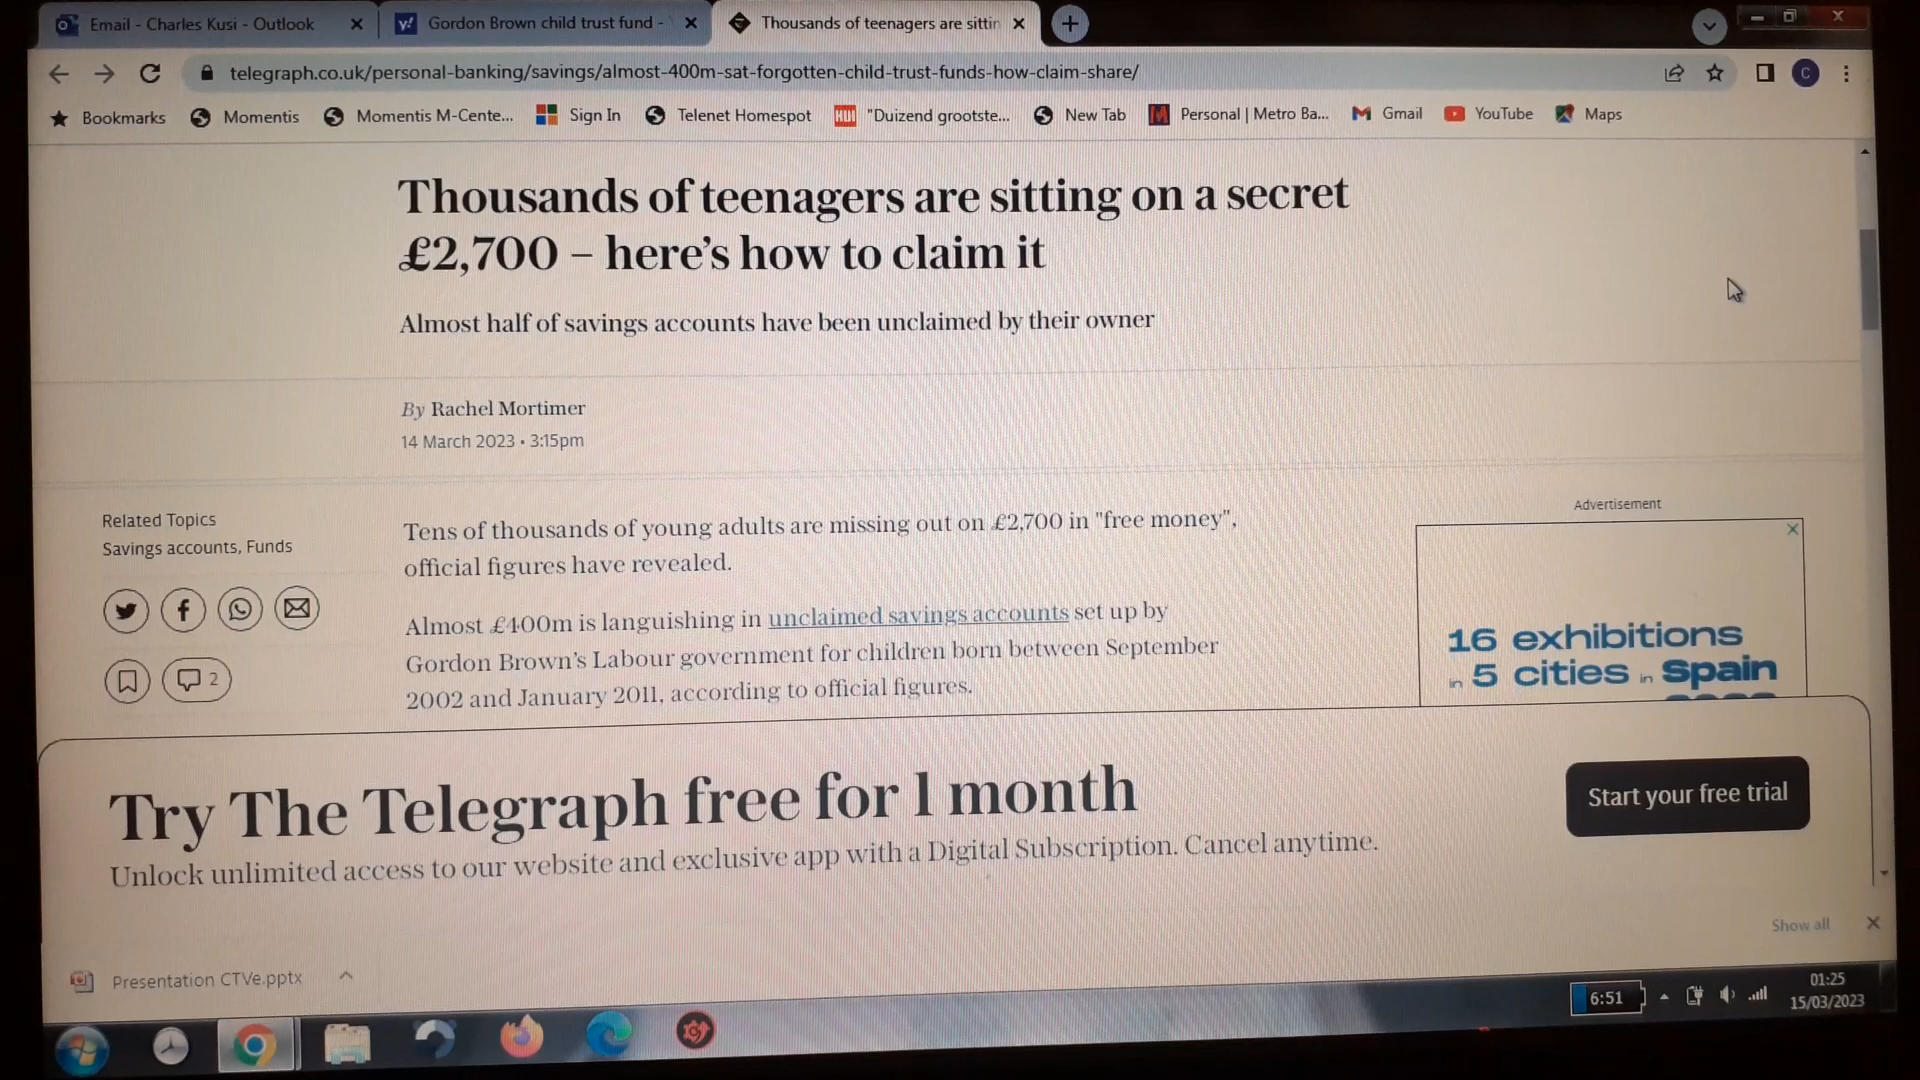 Email - Charles Kusi - Outlook
Gordon Brown child trust fund -
Thousands of teenagers are sittin
telegraph.co.uk/personal-banking/savings/almost-400m-sat-forgotten-child-trust-funds-how-claim-share/
C
Bookmarks
Momentis
Momentis M-Cente...
Sign In
Telenet Homespot
"Duizend grootste...
New Tab
Personal | Metro Ba...
Gmail
YouTube
Maps
Thousands of teenagers are sitting on a secret
£2,700 – here's how to claim it
Almost half of savings accounts have been unclaimed by their owner
By Rachel Mortimer
14 March 2023 • 3:15pm
Related Topics
Savings accounts, Funds
2
Tens of thousands of young adults are missing out on £2,700 in "free money",
official figures have revealed.
Almost £400m is languishing in unclaimed savings accounts set up by
Gordon Brown's Labour government for children born between September
2002 and January 2011, according to official figures.
Advertisement
16 exhibitions
in 5 cities in Spain
Try The Telegraph free for 1 month
Unlock unlimited access to our website and exclusive app with a Digital Subscription. Cancel anytime.
Start your free trial
Show all
Presentation CTVe.pptx
6:51
01:25
15/03/2023